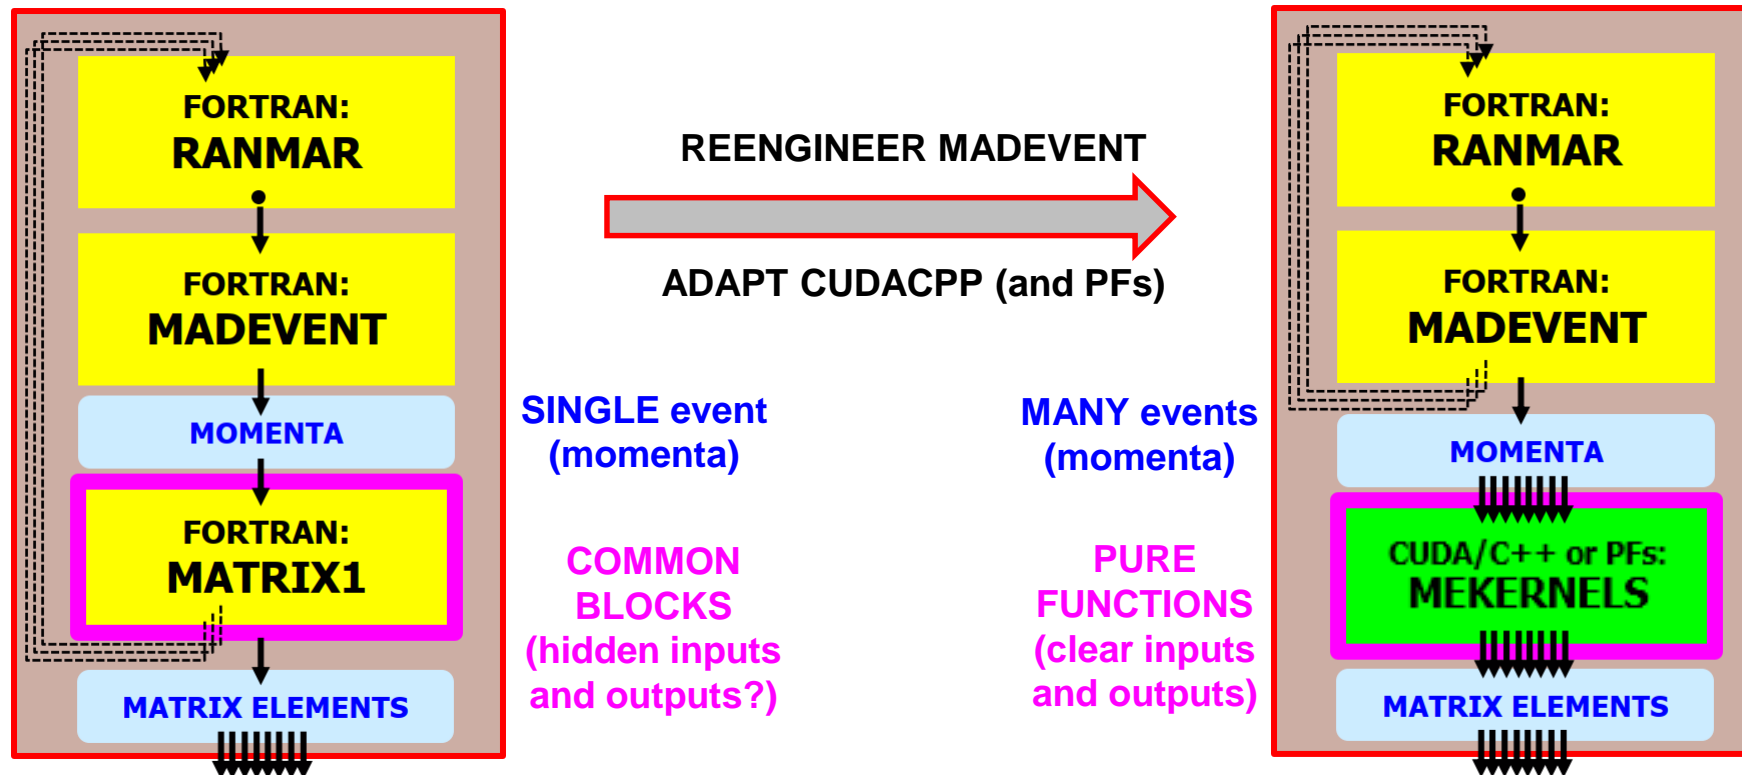 FORTRAN:
RANMAR
FORTRAN:
MADEVENT
MOMENTA
FORTRAN:
MATRIX1
MATRIX ELEMENTS
REENGINEER MADEVENT
ADAPT CUDACPP (and PFs)
SINGLE event
(momenta)
COMMON
BLOCKS
(hidden inputs
and outputs?)
MANY events
(momenta)
PURE
FUNCTIONS
(clear inputs
and outputs)
FORTRAN:
RANMAR
FORTRAN:
MADEVENT
MOMENTA
CUDA/C++ or PFs:
MEKERNELS
MATRIX ELEMENTS